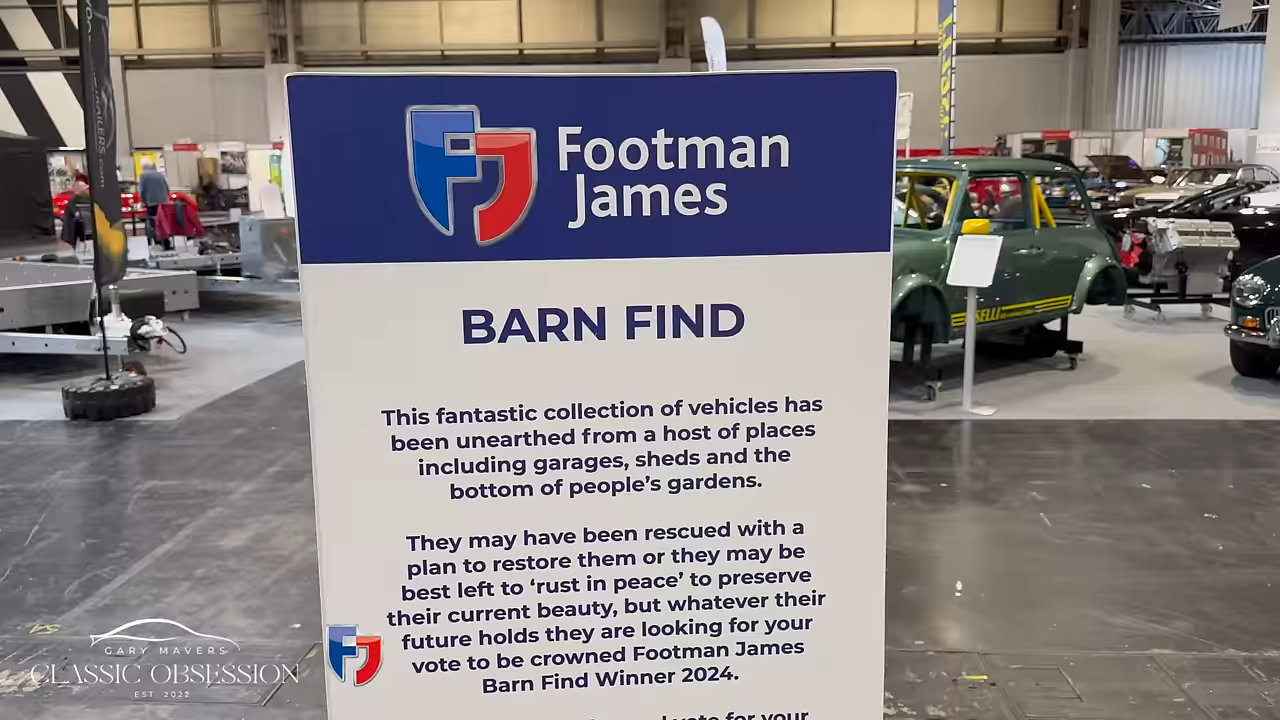 Footman
James
BARN FIND
This fantastic collection of vehicles has
been unearthed from a host of places
including garages, sheds and the
bottom of people's gardens.
They may have been rescued with a
plan to restore them or they may be
best left to 'rust in peace' to preserve
their current beauty, but whatever their
future holds they are looking for your
vote to be crowned Footman James
Barn Find Winner 2024.
vote for your
GARY MAVERS
CLASSIC OBSESSION
EST. 2022